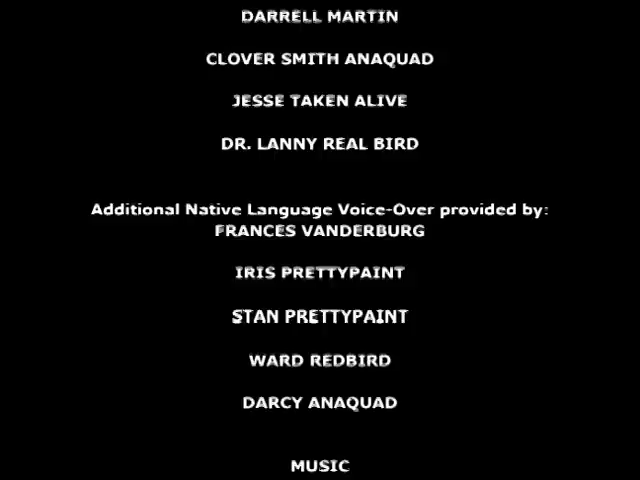 DARRELL MARTIN
CLOVER SMITH ANAQUAD
JESSE TAKEN ALIVE
DR. LANNY REAL BIRD
Additional Native Language Voice-Over provided by:
FRANCES VANDERBURG
IRIS PRETTYPAINT
STAN PRETTYPAINT
WARD REDBIRD
DARCY ANAQUAD
MUSIC